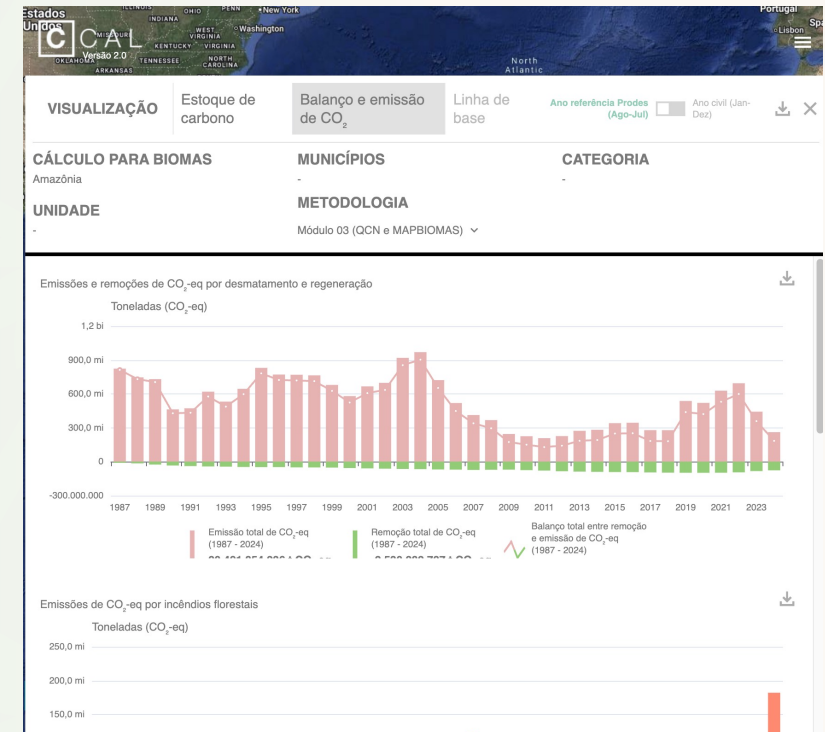 Estados
Unidos
ILLINOIS
OHIO
PENN
New York
Portugal
INDIANA
MISSOURI
WEST
VIRGINIA
Washington
Lisbon
Spa
C CAL
KENTUCKY
VIRGINIA
Versão 2.0
OKLAHOMA
TENNESSEE
NORTH
CAROLINA
North
Atlantic
ARKANSAS
VISUALIZAÇÃO
Estoque de
carbono
Balanço e emissão
de CO₂
Linha de
base
Ano referência Prodes
(Ago-Jul)
Ano civil (Jan-
Dez)
CÁLCULO PARA BIOMAS
Amazônia
MUNICÍPIOS
-
CATEGORIA
-
UNIDADE
-
METODOLOGIA
Módulo 03 (QCN e MAPBIOMAS)
Emissões e remoções de CO₂-eq por desmatamento e regeneração
Toneladas (CO₂-eq)
1,2 bi
900,0 mi
600,0 mi
300,0 mi
0
-300.000.000
1987 1989 1991 1993 1995 1997 1999 2001 2003 2005 2007 2009 2011 2013 2015 2017 2019 2021 2023
Emissão total de CO₂-eq
(1987 - 2024)
Remoção total de CO₂-eq
(1987 - 2024)
Balanço total entre remoção
e emissão de CO₂-eq
(1987 - 2024)
Emissões de CO₂-eq por incêndios florestais
Toneladas (CO₂-eq)
250,0 mi
200,0 mi
150,0 mi